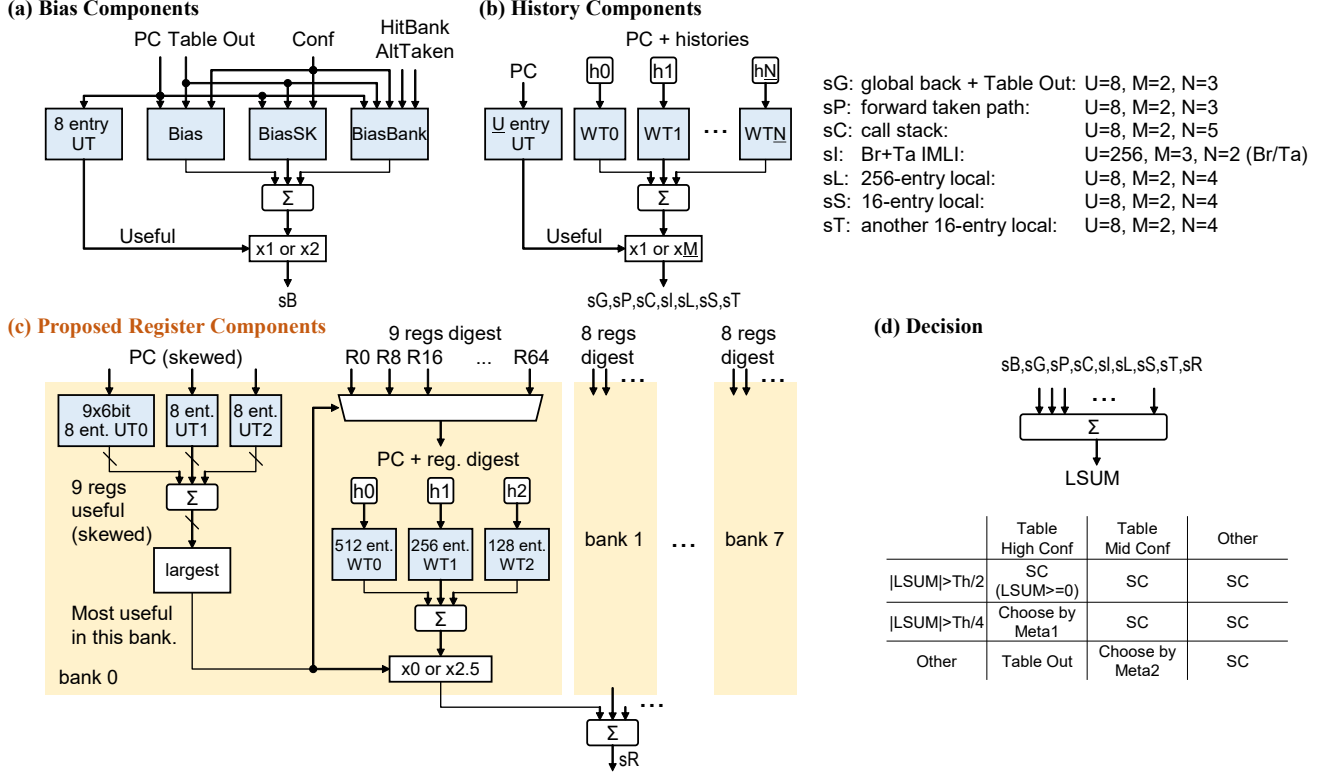 (a) Bias Components
PC Table Out
Conf
HitBank
AltTaken
8 entry
UT
Bias
BiasSK
BiasBank
Σ
Useful
x1 or x2
sB
(b) History Components
PC + histories
PC
h0
h1
hN
U entry
UT
WT0
WT1
...
WTN
Σ
Useful
x1 or xM
sG,sP,sC,sI,sL,sS,sT
sG: global back + Table Out: U=8, M=2, N=3
sP: forward taken path: U=8, M=2, N=3
sC: call stack: U=8, M=2, N=5
sI: Br+Ta IMLI: U=256, M=3, N=2 (Br/Ta)
sL: 256-entry local: U=8, M=2, N=4
sS: 16-entry local: U=8, M=2, N=4
sT: another 16-entry local: U=8, M=2, N=4
(c) Proposed Register Components
PC (skewed)
9 regs digest
R0 R8 R16 ... R64
9x6bit
8 ent. UT0
8 ent.
UT1
8 ent.
UT2
Σ
9 regs
useful
(skewed)
largest
Most useful
in this bank.
bank 0
PC + reg. digest
h0
h1
h2
512 ent.
WT0
256 ent.
WT1
128 ent.
WT2
Σ
x0 or x2.5
8 regs
digest
...
bank 1
...
8 regs
digest
...
bank 7
...
Σ
sR
(d) Decision
sB,sG,sP,sC,sI,sL,sS,sT,sR
...
Σ
LSUM
Table
High Conf
Table
Mid Conf
Other
|LSUM|>Th/2
SC
(LSUM>=0)
SC
SC
|LSUM|>Th/4
Choose by
Meta1
SC
SC
Other
Table Out
Choose by
Meta2
SC